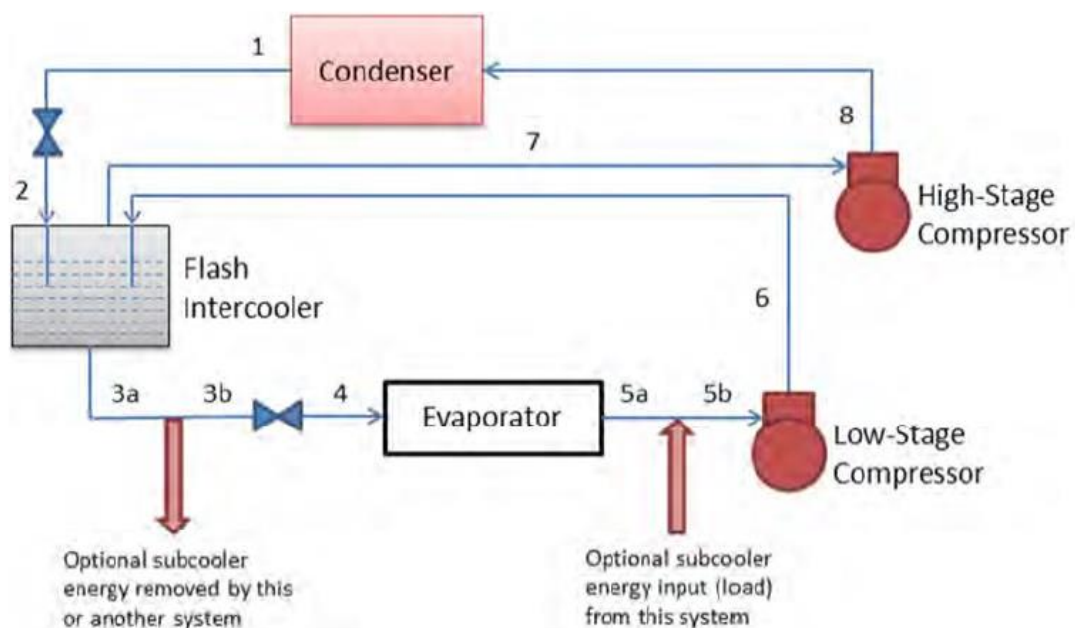 1
Condenser
8
7
2
High-Stage
Compressor
Flash
Intercooler
6
3a
3b
4
Evaporator
5a
5b
Low-Stage
Compressor
Optional subcooler
energy removed by this
or another system
Optional subcooler
energy input (load)
from this system